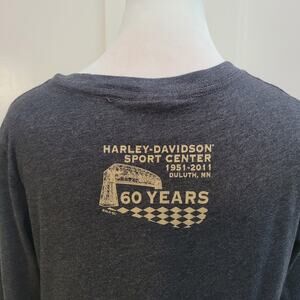 HARLEY-DAVIDSON®
SPORT CENTER
1951-2011
DULUTH, MN
60 YEARS